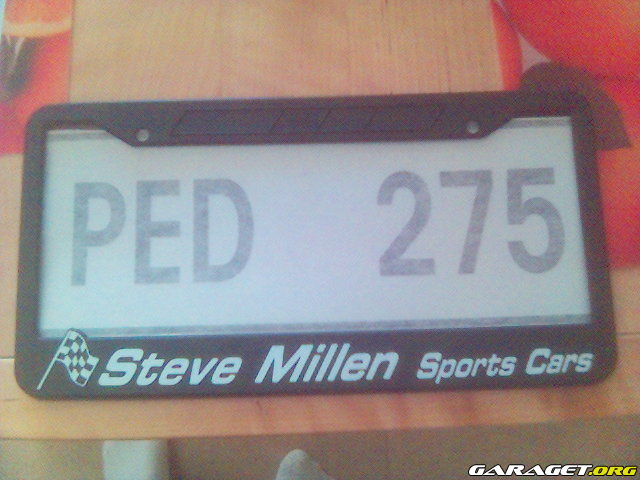 PED 275
Steve Millen Sports Cars
GARAGET.ORG